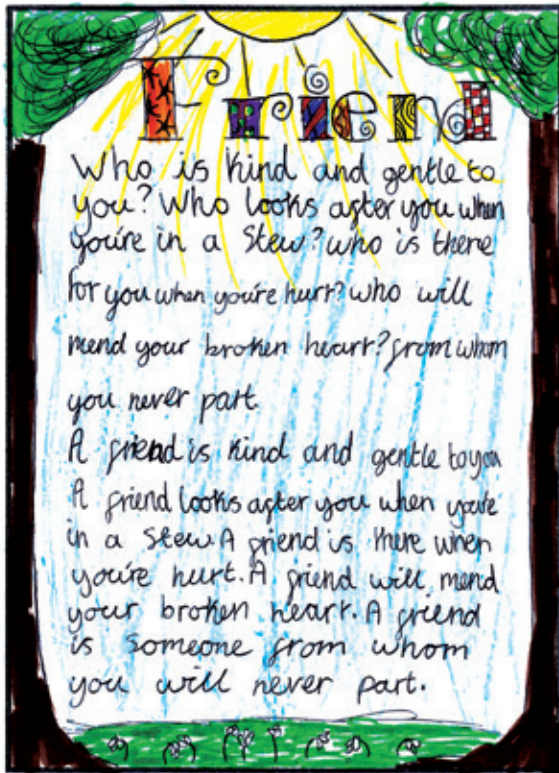 Friend
Who is kind and gentle to
you? Who looks after you when
you're in a stew? who is there
for you when you're hurt? who will
mend your broken heart? from whom
you never part.
A friend is kind and gentle to you
A friend looks after you when you're
in a stew. A friend is there when
you're hurt. A friend will mend
your broken heart. A friend
is someone from whom
you will never part.